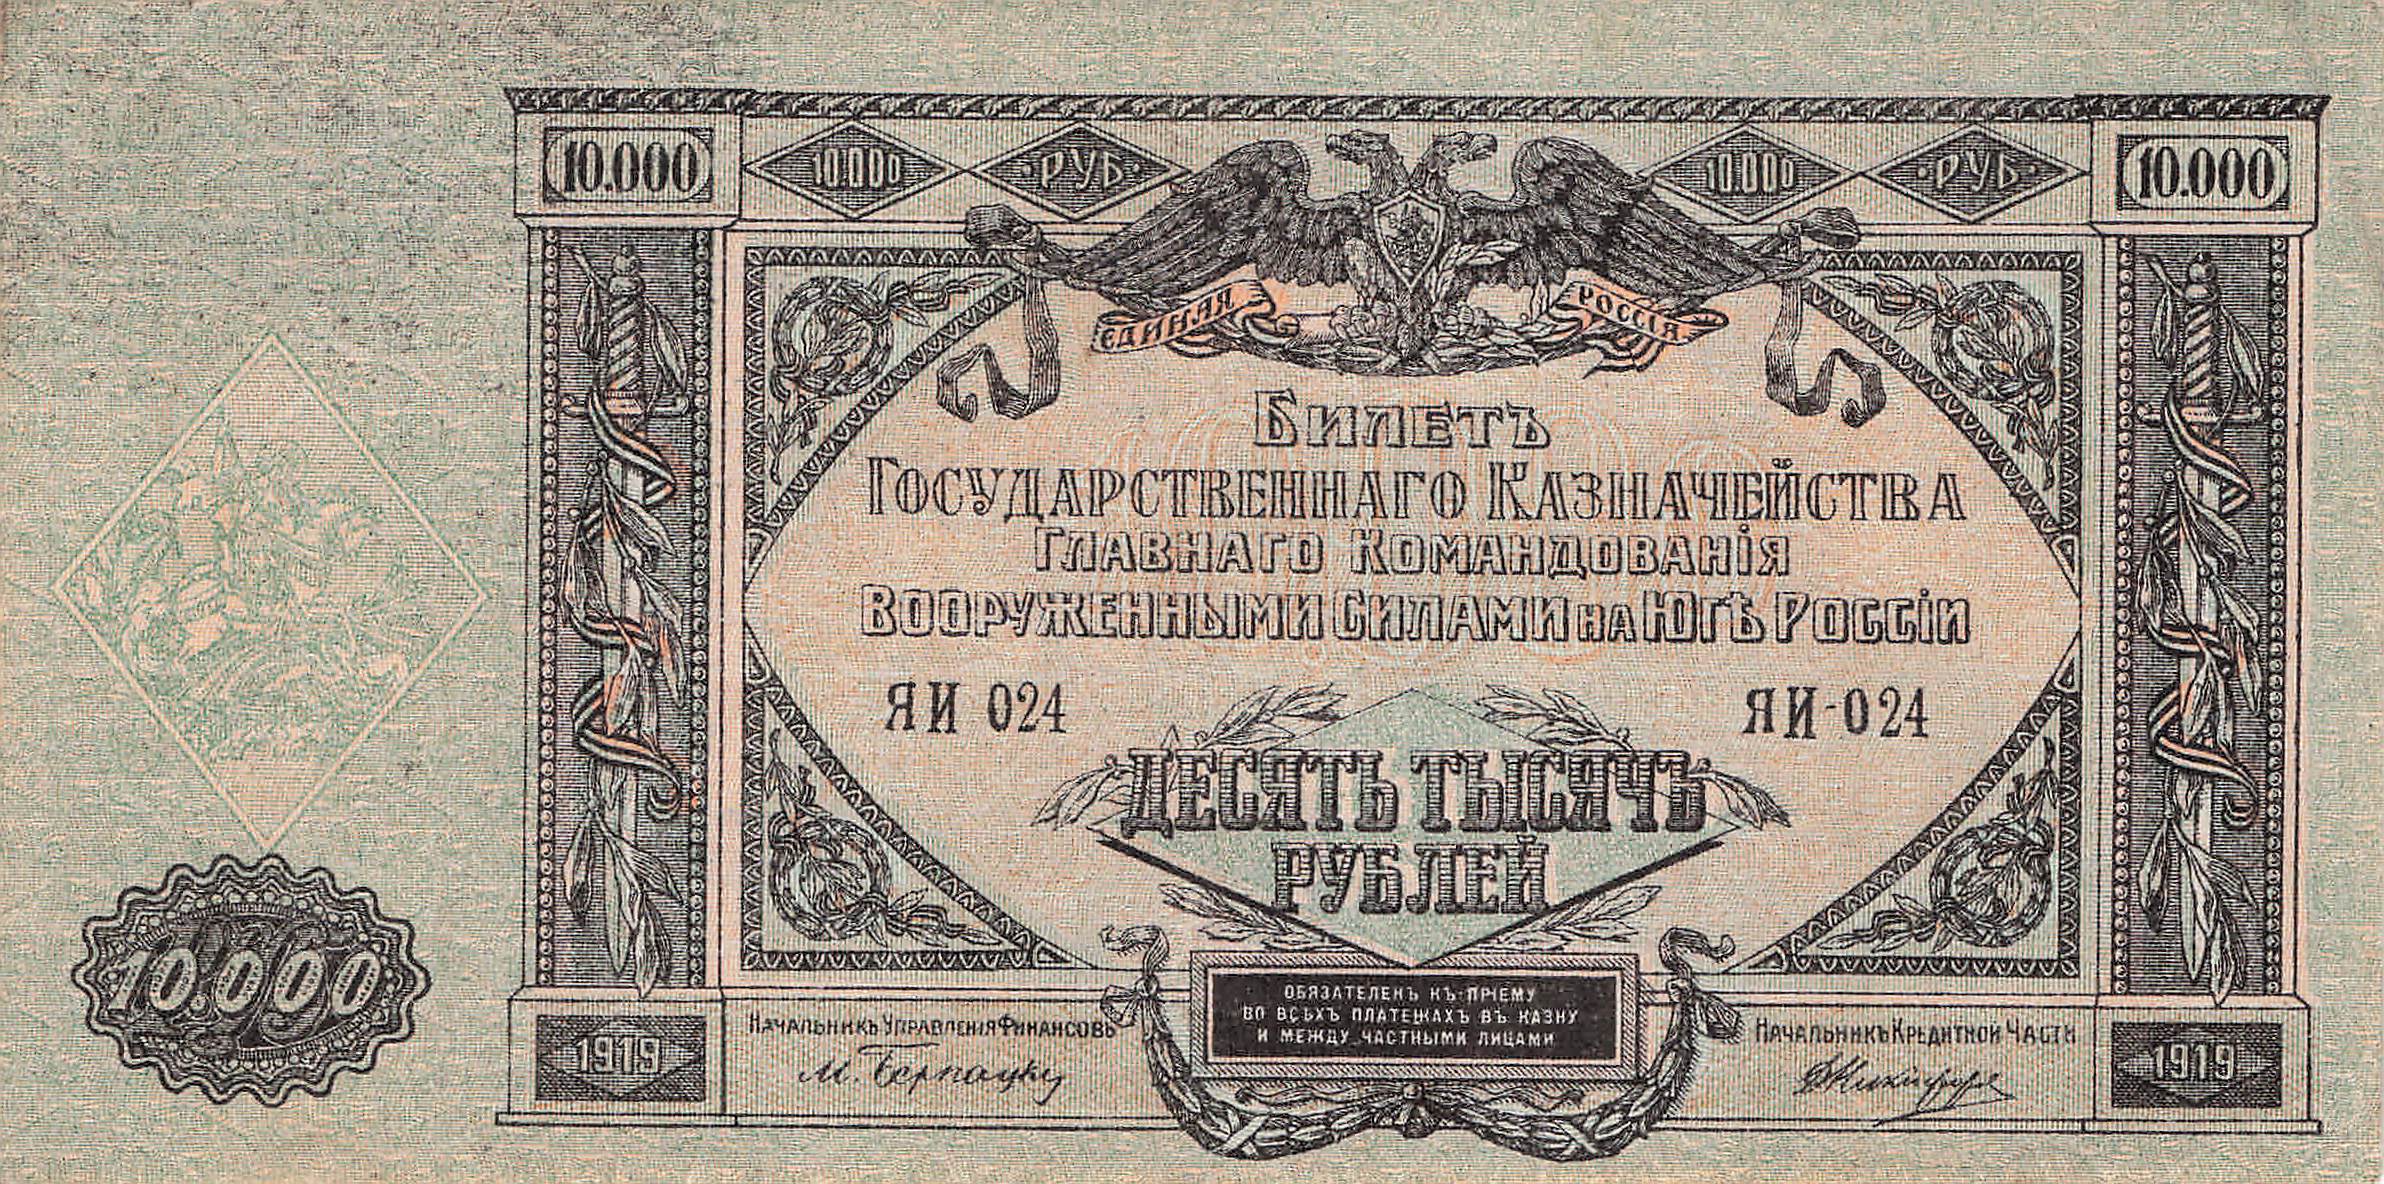 10.000 10.000 ·РУБ· 10.000 ·РУБ· 10.000
ЕДИНАЯ РОССІЯ
БИЛЕТЪ
ГОСУДАРСТВЕННАГО КАЗНАЧЕЙСТВА
ГЛАВНАГО КОМАНДОВАНІЯ
ВООРУЖЕННЫМИ СИЛАМИ НА ЮГѢ РОССІИ
ЯИ 024 ЯИ-024
ДЕСЯТЬ ТЫСЯЧЪ
РУБЛЕЙ
10.000
ОБЯЗАТЕЛЕНЪ КЪ ПРІЕМУ
ВО ВСѢХЪ ПЛАТЕЖАХЪ ВЪ КАЗНУ
И МЕЖДУ ЧАСТНЫМИ ЛИЦАМИ
1919 НАЧАЛЬНИКЪ УПРАВЛЕНІЯ ФИНАНСОВЪ НАЧАЛЬНИКЪ КРЕДИТНОЙ ЧАСТИ 1919
М. Бернацкий